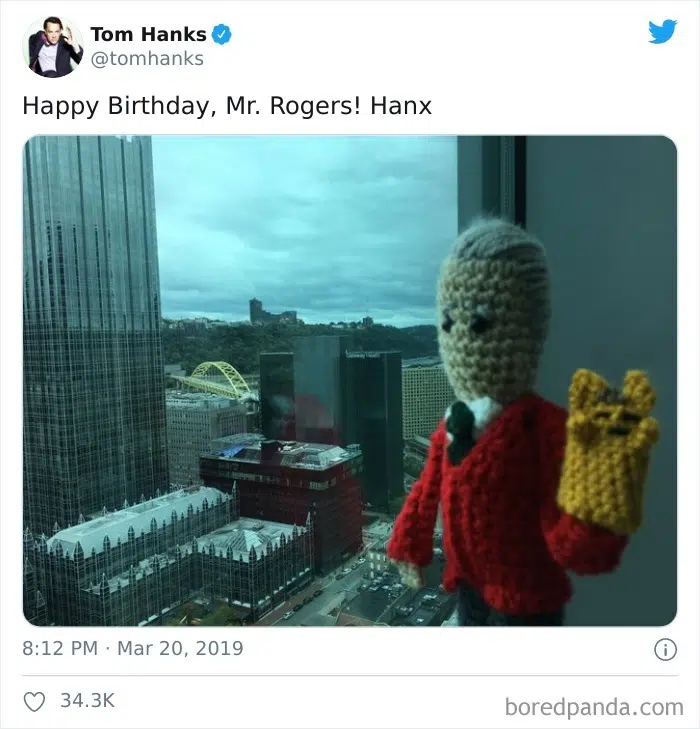 Tom Hanks
@tomhanks
Happy Birthday, Mr. Rogers! Hanx
8:12 PM · Mar 20, 2019
34.3K
boredpanda.com